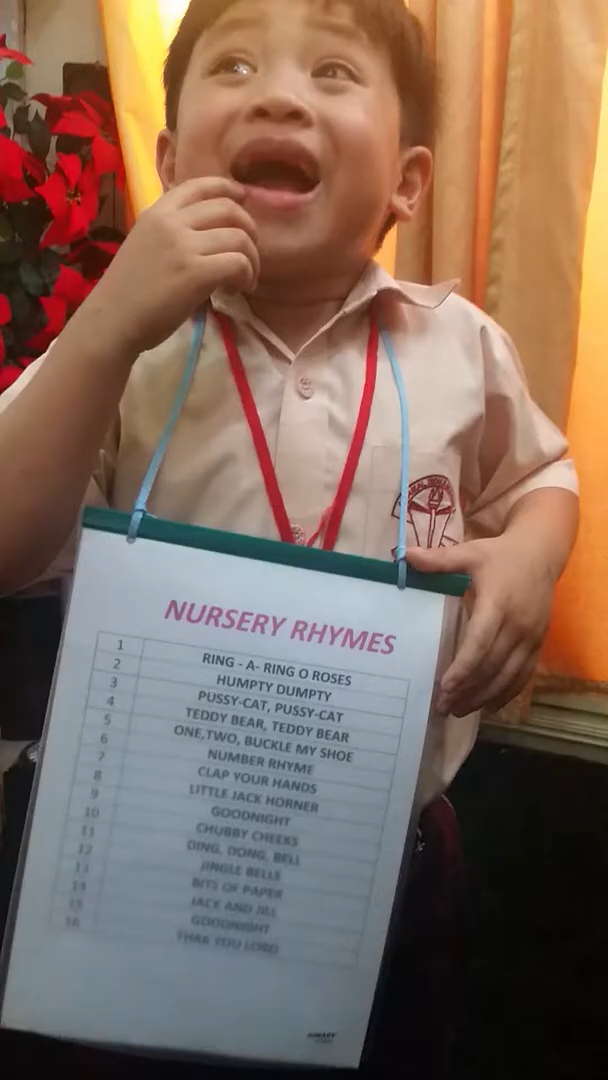 NURSERY RHYMES
1 RING - A- RING O ROSES
2 HUMPTY DUMPTY
3 PUSSY-CAT, PUSSY-CAT
4 TEDDY BEAR, TEDDY BEAR
5 ONE,TWO, BUCKLE MY SHOE
6 NUMBER RHYME
7 CLAP YOUR HANDS
8 LITTLE JACK HORNER
9 GOODNIGHT
10 CHUBBY CHEEKS
11 DING, DONG, BELL
12 JINGLE BELLS
13 BITS OF PAPER
14 JACK AND JILL
15 GOODNIGHT
16 THAK YOU LORD